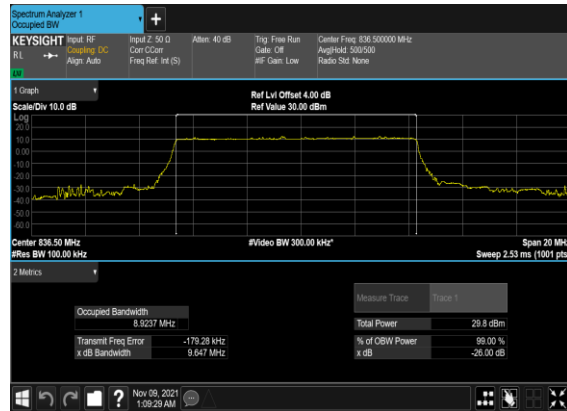 Spectrum Analyzer 1
Occupied BW
+
KEYSIGHT Input: RF Input Z: 50 Ω Atten: 40 dB Trig: Free Run Center Freq: 836.500000 MHz
RL Coupling: DC Corr CCorr Gate: Off Avg|Hold: 500/500
Align: Auto Freq Ref: Int (S) #IF Gain: Low Radio Std: None
1 Graph Ref Lvl Offset 4.00 dB
Scale/Div 10.0 dB Ref Value 30.00 dBm
Log
20.0
10.0
0.00
-10.0
-20.0
-30.0
-40.0
-50.0
-60.0
Center 836.50 MHz #Video BW 300.00 kHz* Span 20 MHz
#Res BW 100.00 kHz Sweep 2.53 ms (1001 pts
2 Metrics
Measure Trace Trace 1
Occupied Bandwidth
8.9237 MHz Total Power 29.8 dBm
Transmit Freq Error -179.28 kHz % of OBW Power 99.00 %
x dB Bandwidth 9.647 MHz x dB -26.00 dB
? Nov 09, 2021
1:09:29 AM